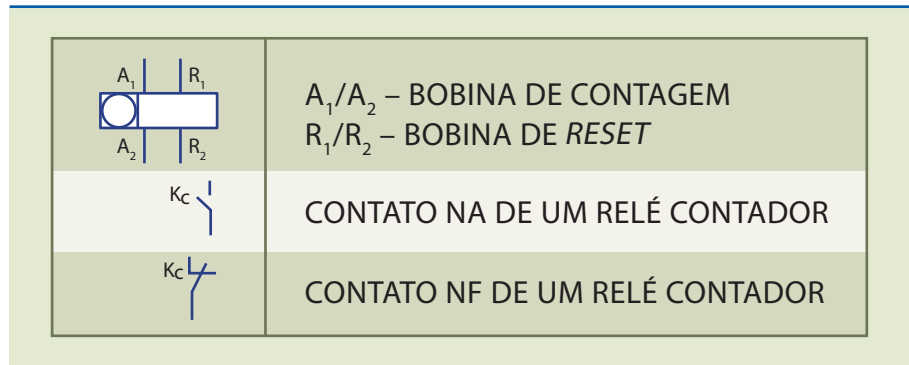 A₁ R₁
A₂ R₂
A₁/A₂ – BOBINA DE CONTAGEM
R₁/R₂ – BOBINA DE RESET
Kc
CONTATO NA DE UM RELÉ CONTADOR
Kc
CONTATO NF DE UM RELÉ CONTADOR